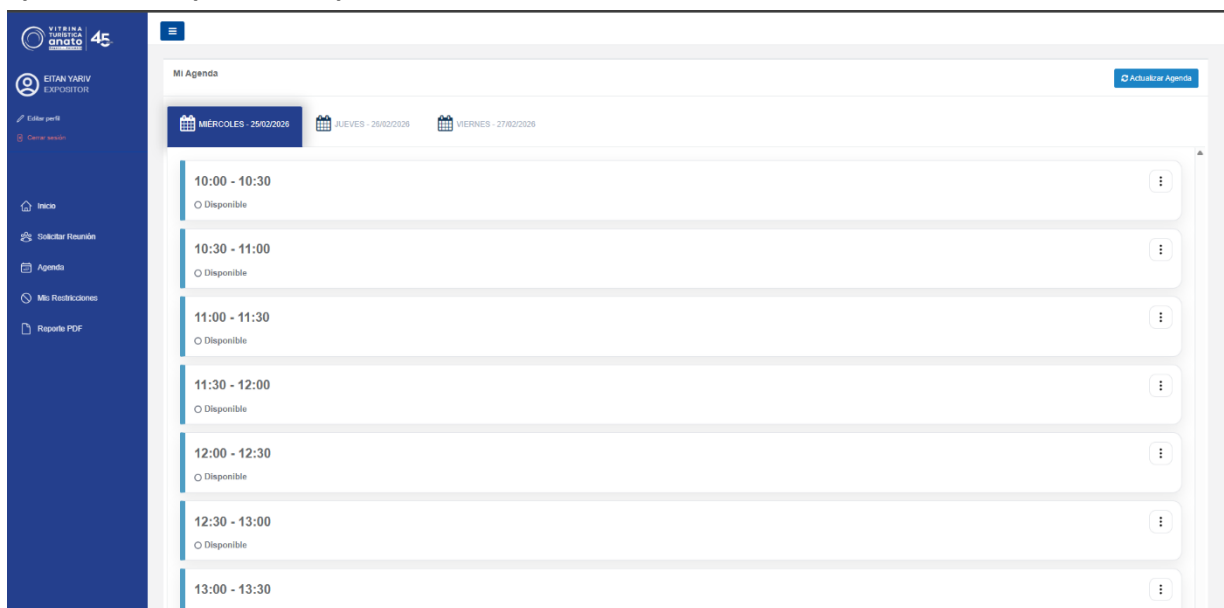 VITRINA
TURÍSTICA
anato 45
EITAN YARIV
EXPOSITOR
Editar perfil
Cerrar sesión
Inicio
Solicitar Reunión
Agenda
Mis Restricciones
Reporte PDF
Mi Agenda
Actualizar Agenda
MIÉRCOLES - 25/02/2026
JUEVES - 26/02/2026
VIERNES - 27/02/2026
10:00 - 10:30
Disponible
10:30 - 11:00
Disponible
11:00 - 11:30
Disponible
11:30 - 12:00
Disponible
12:00 - 12:30
Disponible
12:30 - 13:00
Disponible
13:00 - 13:30